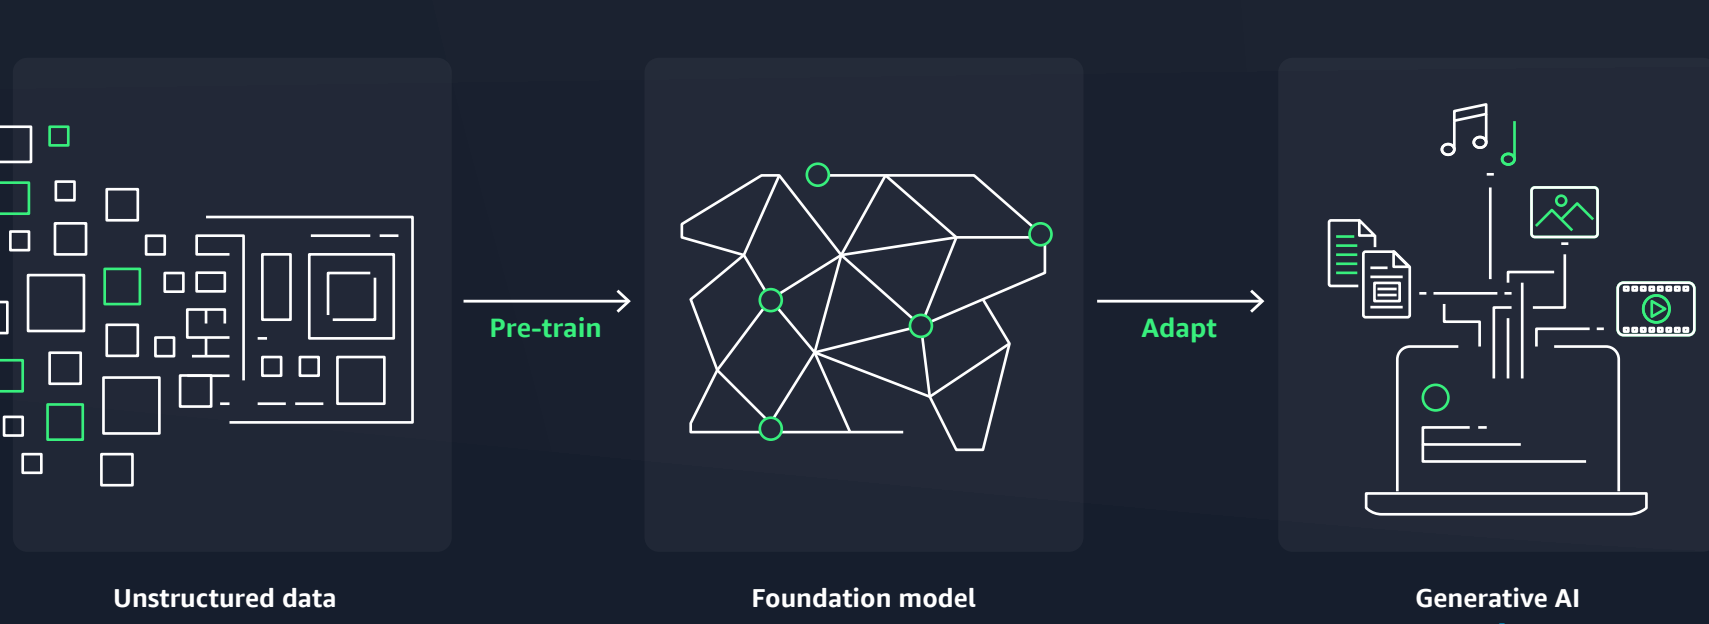 Pre-train
Adapt
Unstructured data
Foundation model
Generative AI